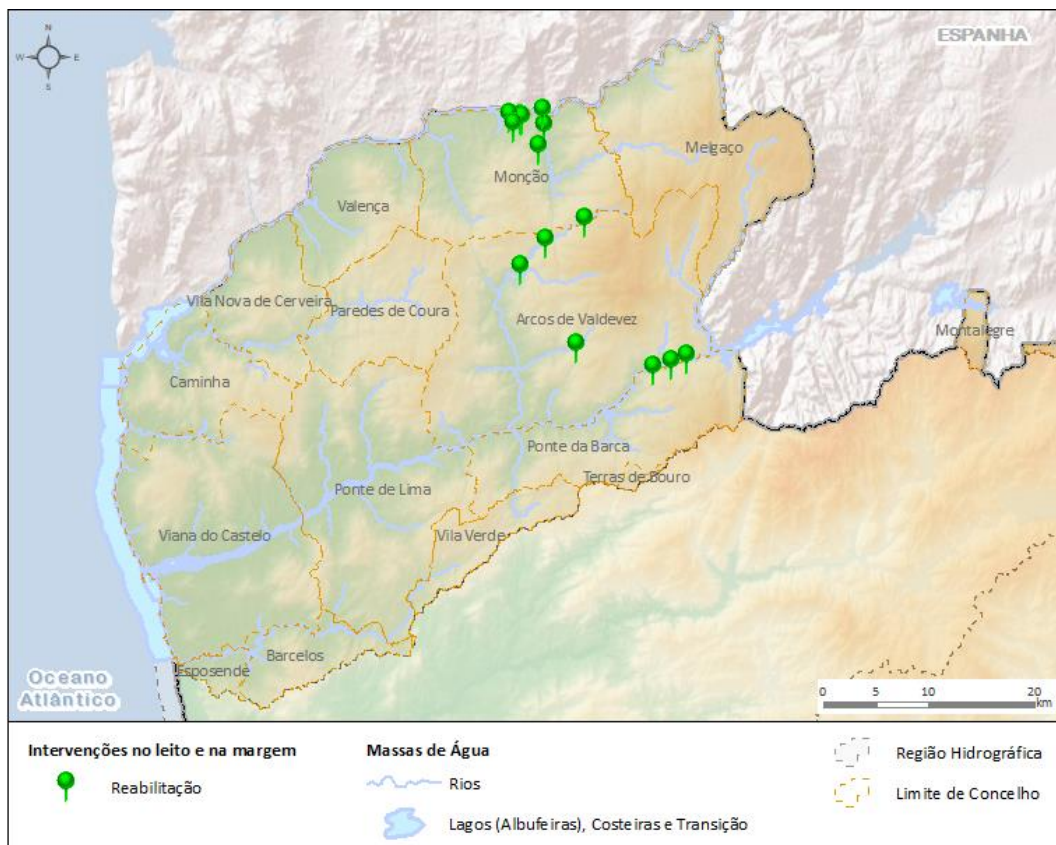 N
W
E
S
ESPANHA
Melgaço
Monção
Valença
Vila Nova de Cerveira
Paredes de Coura
Arcos de Valdevez
Montalegre
Caminha
Ponte da Barca
Terras de Bouro
Ponte de Lima
Viana do Castelo
Vila Verde
Barcelos
Esposende
Oceano
Atlântico
0 5 10 20
km
Intervenções no leito e na margem
Reabilitação
Massas de Água
Rios
Lagos (Albufeiras), Costeiras e Transição
Região Hidrográfica
Limite de Concelho